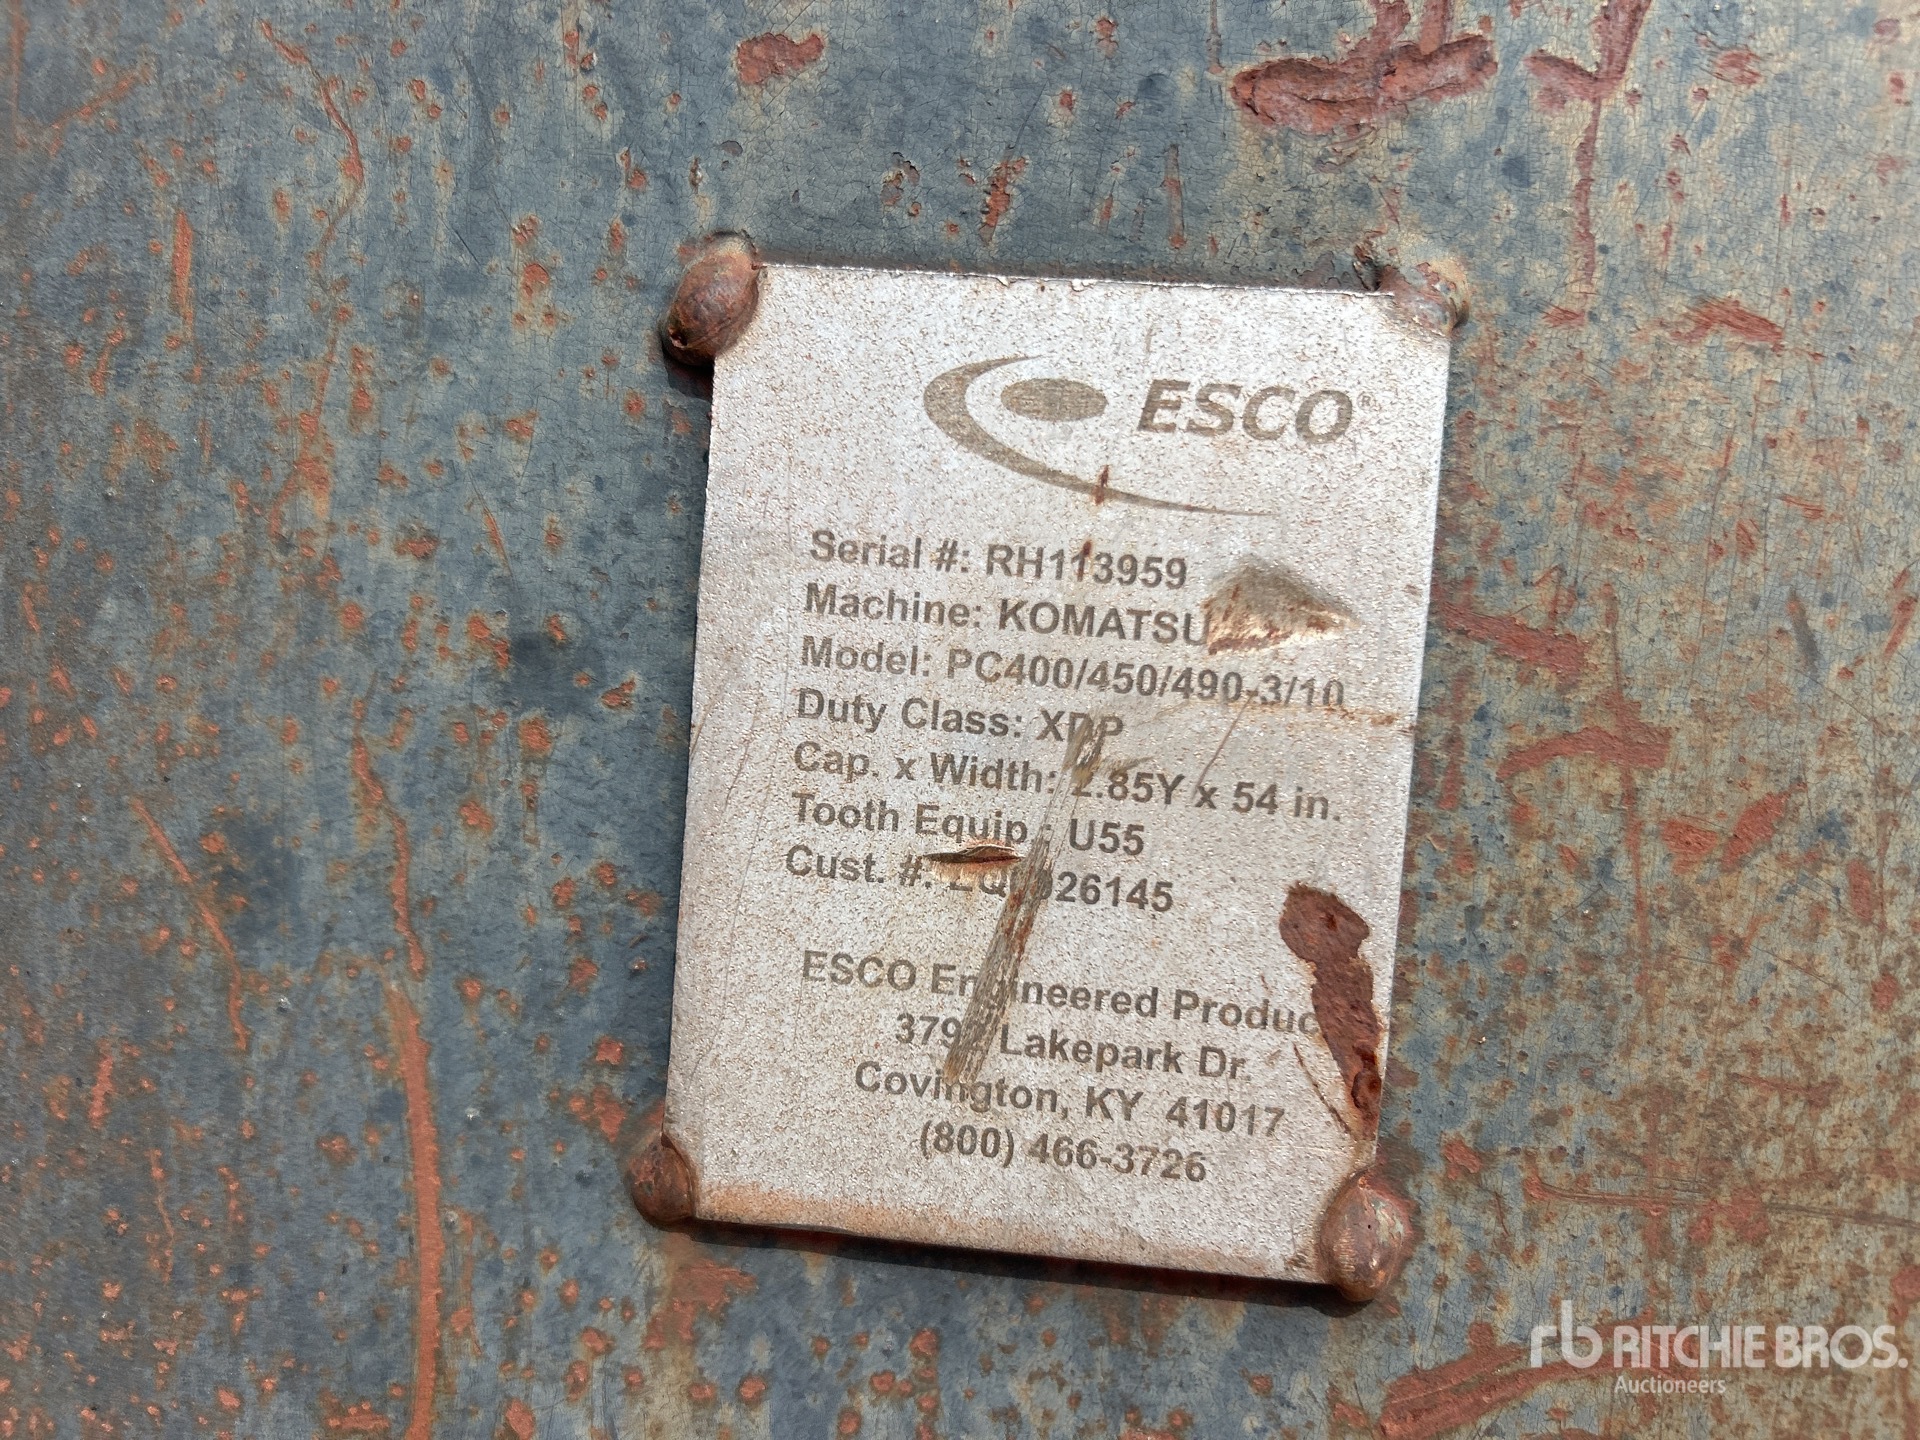 ESCO®
Serial #: RH113959
Machine: KOMATSU
Model: PC400/450/490-3/10
Duty Class: XDP
Cap. x Width: 2.85Y x 54 in.
Tooth Equip.: U55
Cust. #:
ESCO Engineered
Lakepark Dr.
Covington, KY 41017
(800) 466-3726
rb RITCHIE BROS.
Auctioneers